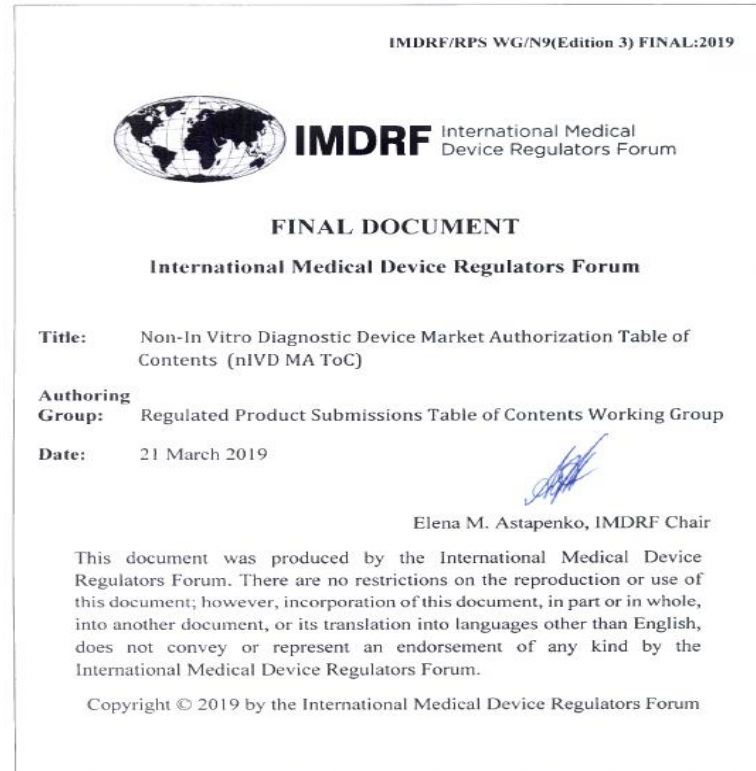 IMDRF/RPS WG/N9(Edition 3) FINAL:2019
IMDRF International Medical
Device Regulators Forum
FINAL DOCUMENT
International Medical Device Regulators Forum
Title: Non-In Vitro Diagnostic Device Market Authorization Table of
Contents (nIVD MA ToC)
Authoring
Group: Regulated Product Submissions Table of Contents Working Group
Date: 21 March 2019
Elena M. Astapenko, IMDRF Chair
This document was produced by the International Medical Device
Regulators Forum. There are no restrictions on the reproduction or use of
this document; however, incorporation of this document, in part or in whole,
into another document, or its translation into languages other than English,
does not convey or represent an endorsement of any kind by the
International Medical Device Regulators Forum.
Copyright © 2019 by the International Medical Device Regulators Forum